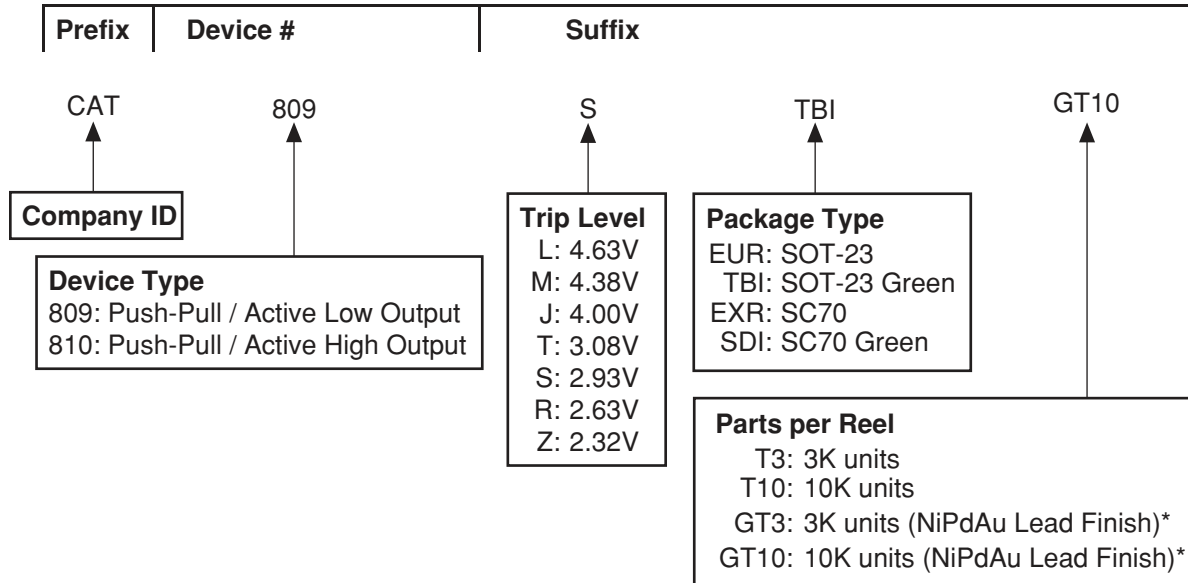 Prefix Device # Suffix
CAT 809 S TBI GT10
Company ID
Device Type
809: Push-Pull / Active Low Output
810: Push-Pull / Active High Output
Trip Level
L: 4.63V
M: 4.38V
J: 4.00V
T: 3.08V
S: 2.93V
R: 2.63V
Z: 2.32V
Package Type
EUR: SOT-23
TBI: SOT-23 Green
EXR: SC70
SDI: SC70 Green
Parts per Reel
T3: 3K units
T10: 10K units
GT3: 3K units (NiPdAu Lead Finish)*
GT10: 10K units (NiPdAu Lead Finish)*